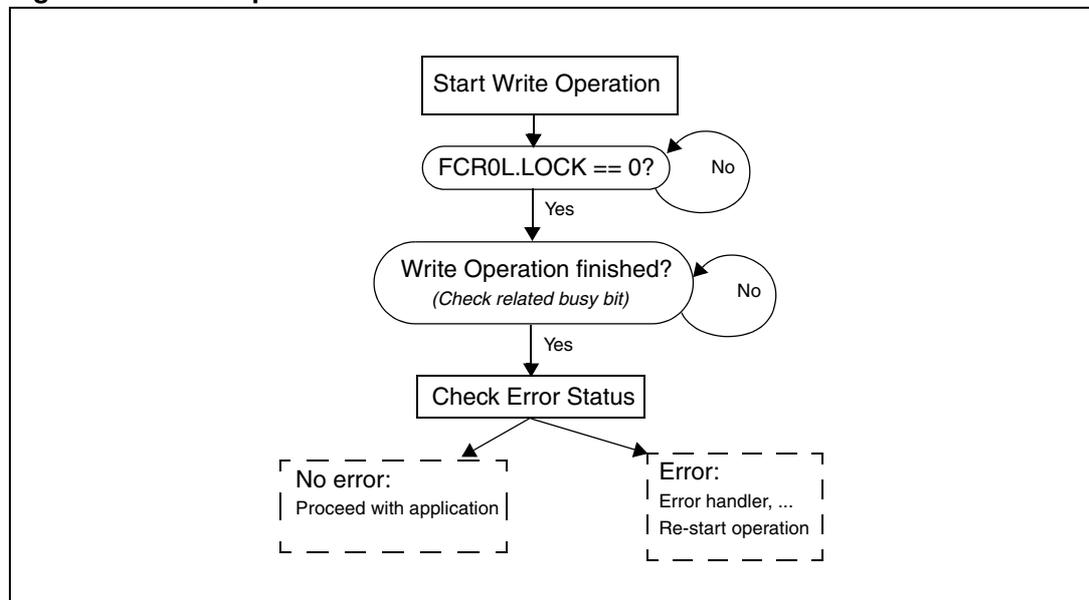 Start Write Operation
FCR0L.LOCK == 0?
No
Yes
Write Operation finished?
(Check related busy bit)
No
Yes
Check Error Status
No error:
Proceed with application
Error:
Error handler, ...
Re-start operation